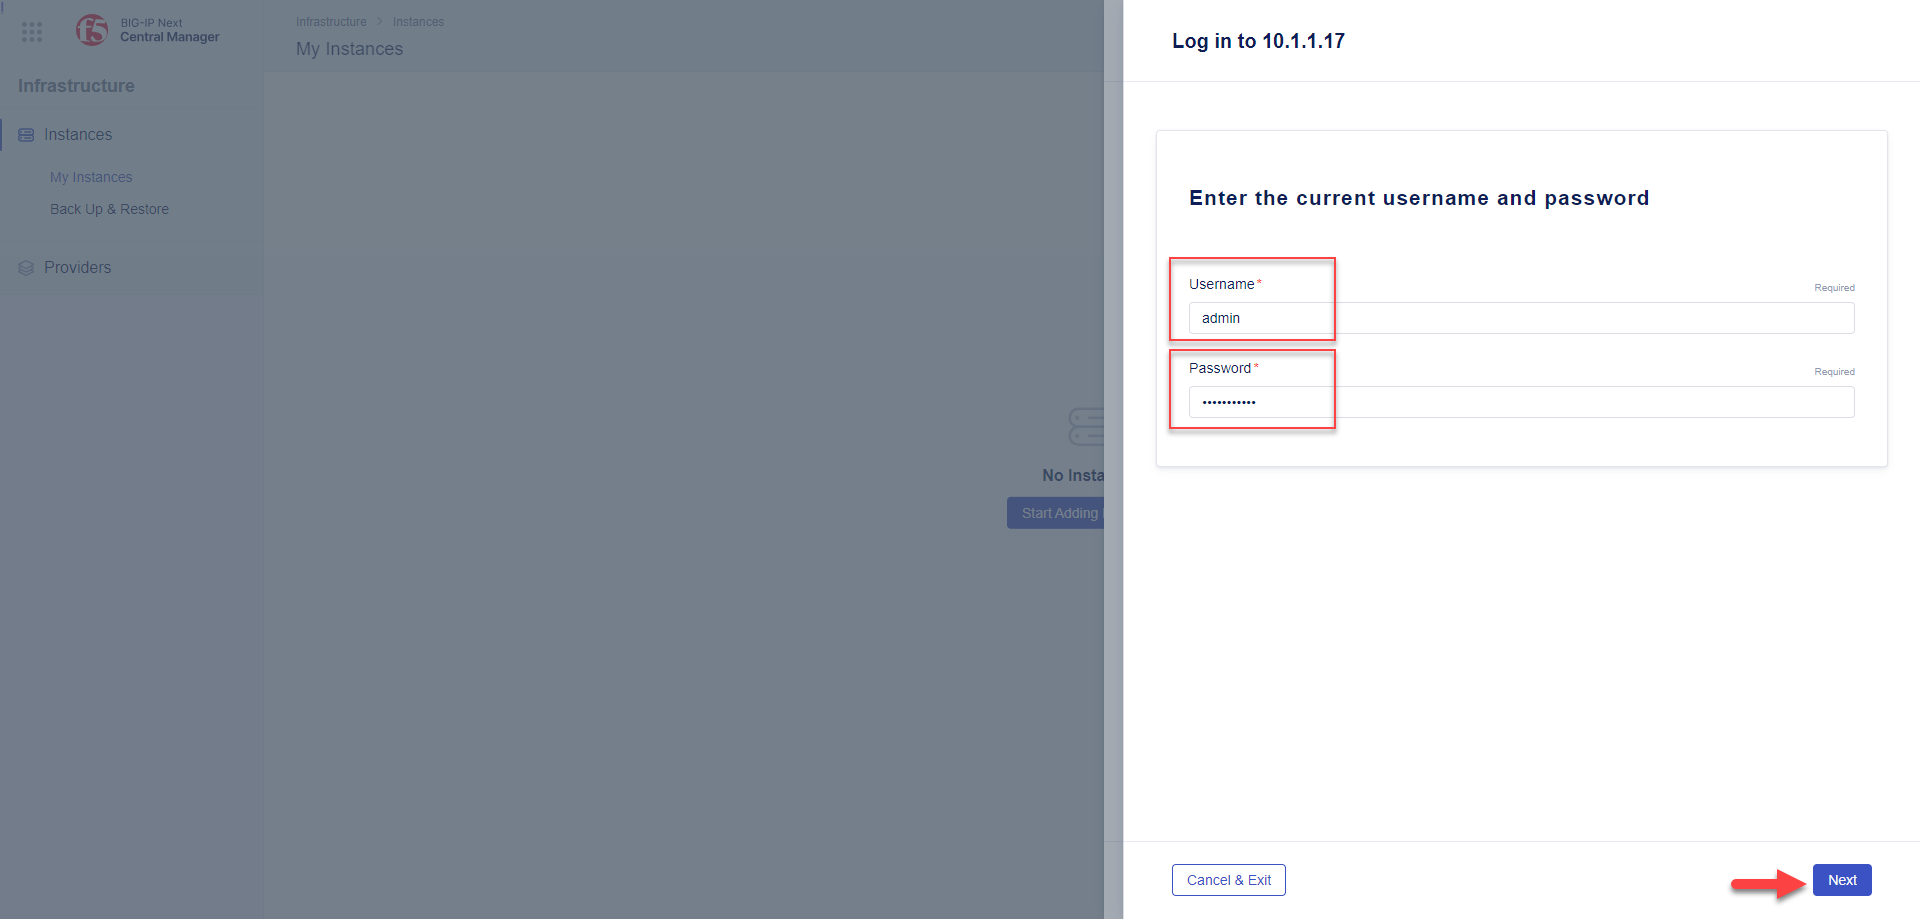 BIG-IP Next
Central Manager
Infrastructure
Instances
My Instances
Back Up & Restore
Providers
Infrastructure > Instances
My Instances
No Insta
Start Adding
Log in to 10.1.1.17
Enter the current username and password
Username*
Required
admin
Password*
Required
•••••••••••
Cancel & Exit
Next